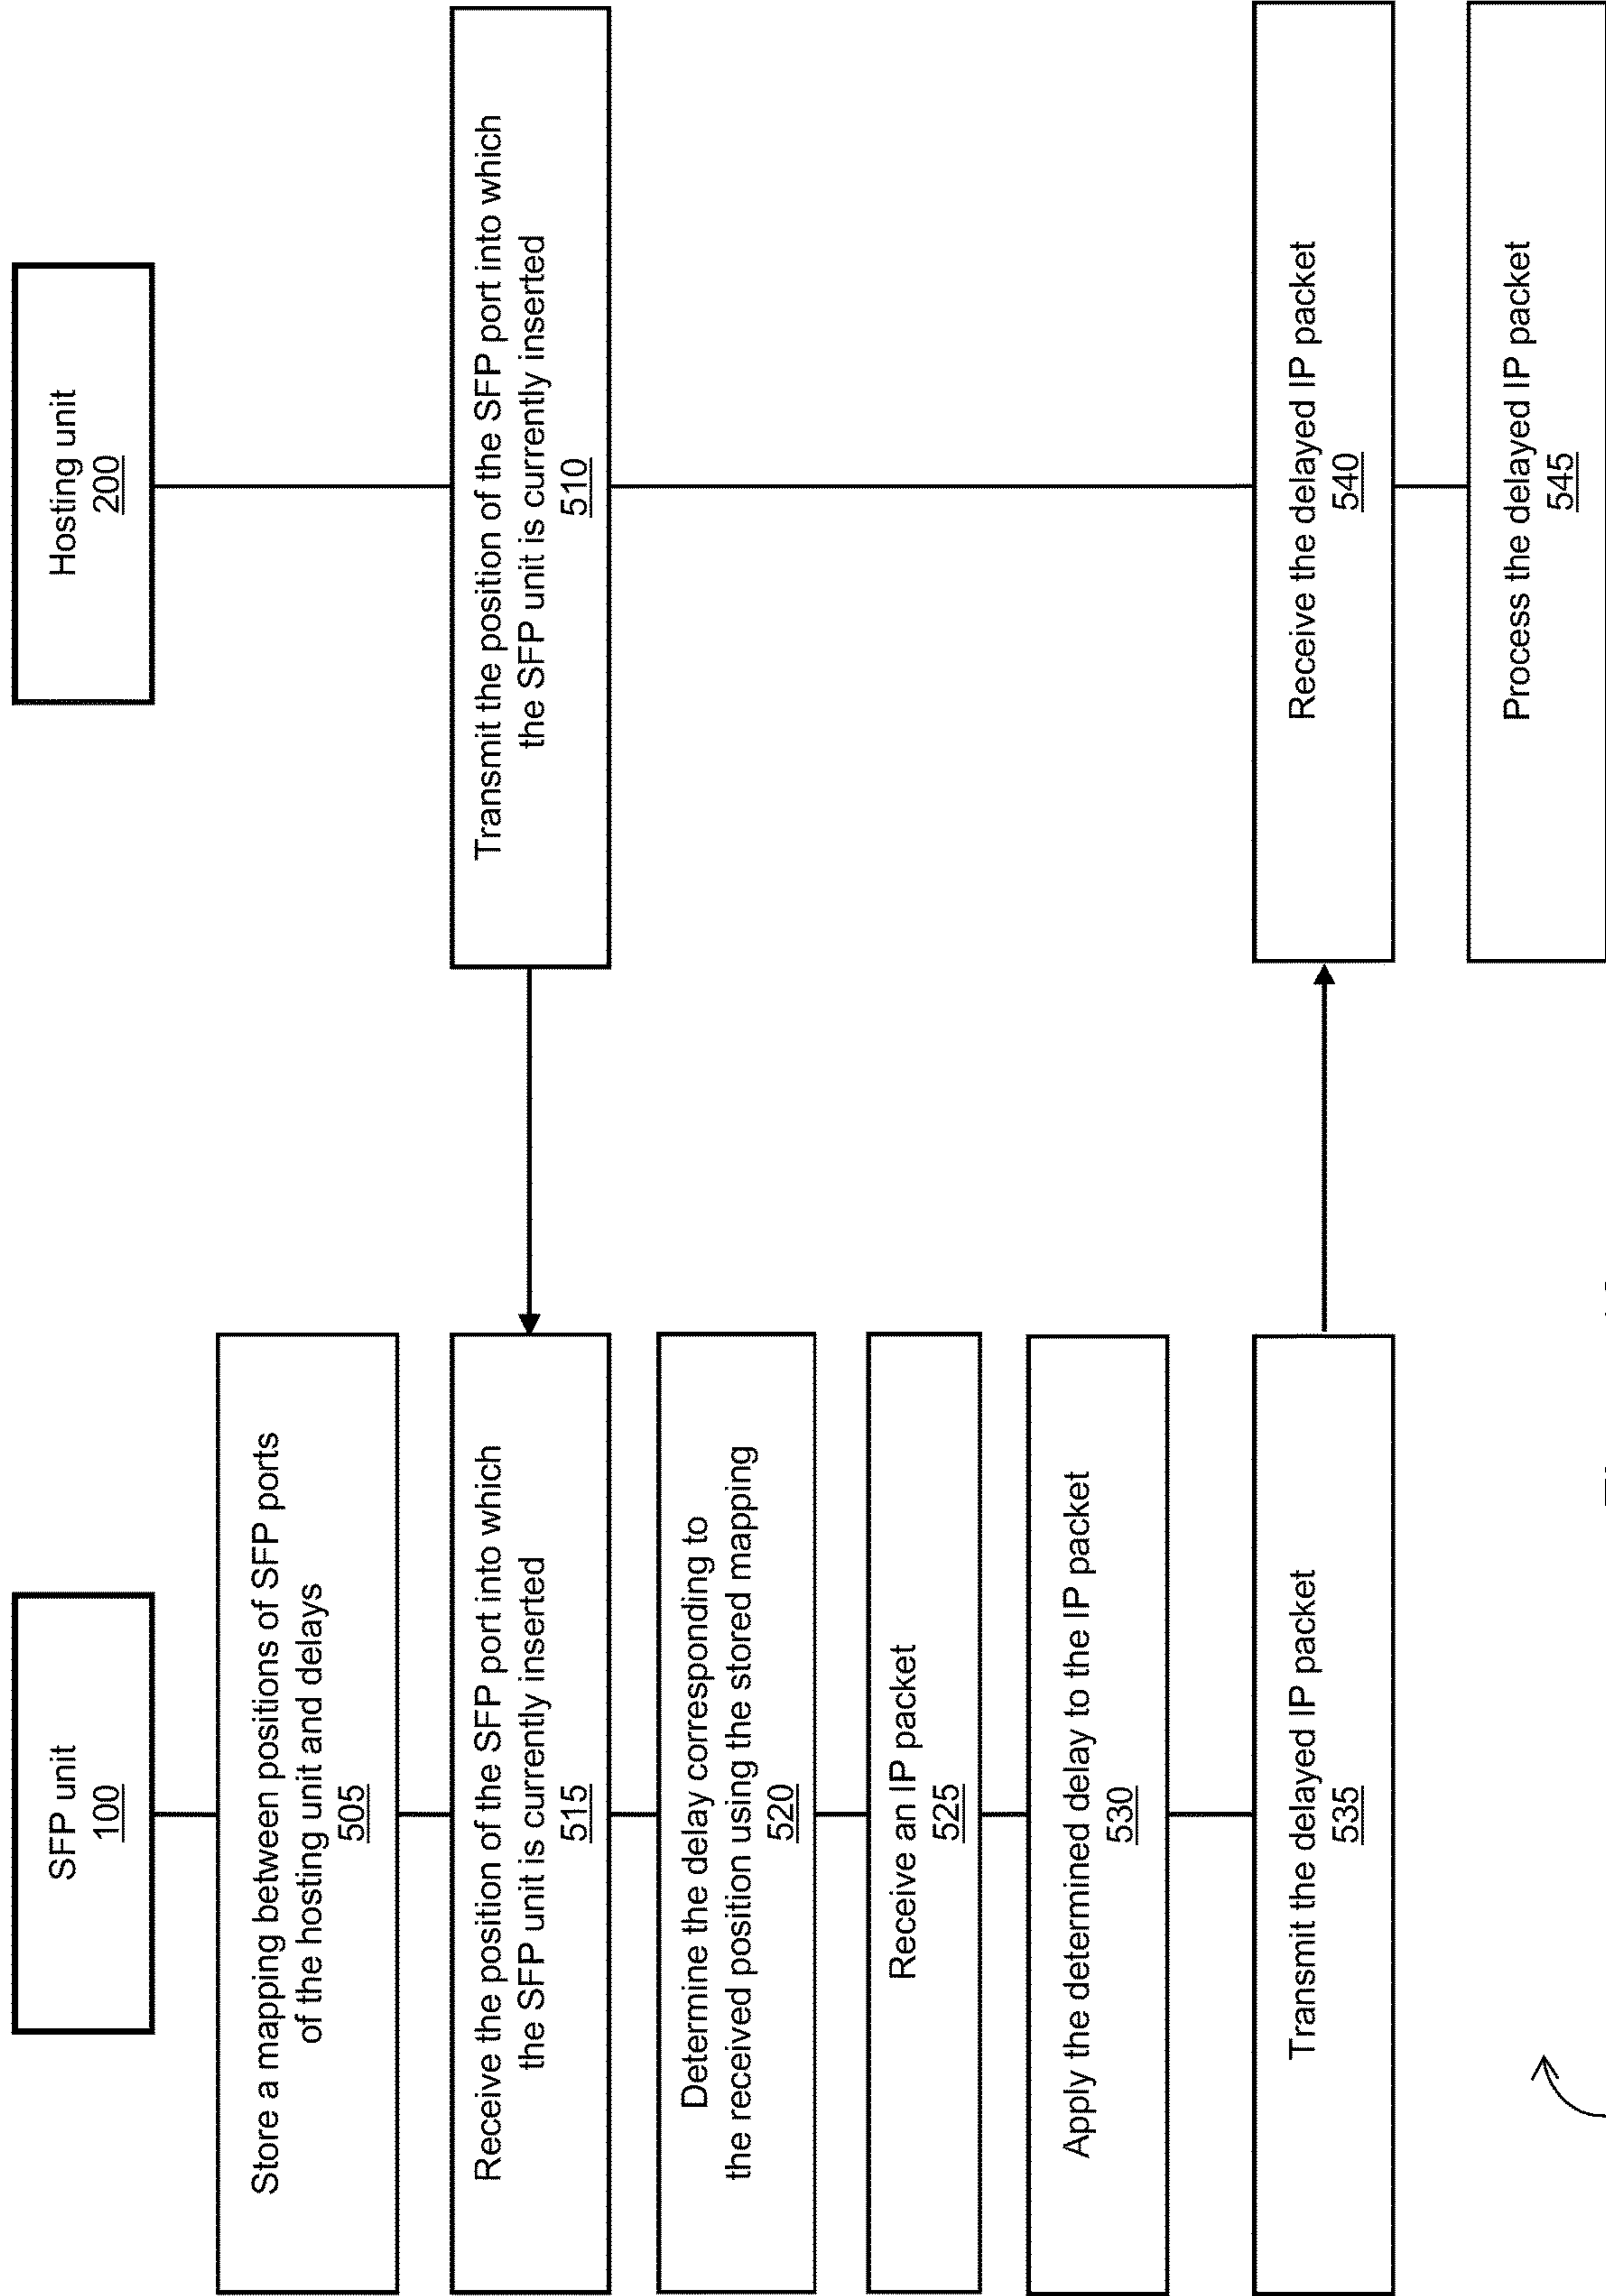 SFP unit
100
Hosting unit
200
Store a mapping between positions of SFP ports
of the hosting unit and delays
505
Transmit the position of the SFP port into which
the SFP unit is currently inserted
510
Receive the position of the SFP port into which
the SFP unit is currently inserted
515
Determine the delay corresponding to
the received position using the stored mapping
520
Receive an IP packet
525
Apply the determined delay to the IP packet
530
Transmit the delayed IP packet
535
Receive the delayed IP packet
540
Process the delayed IP packet
545